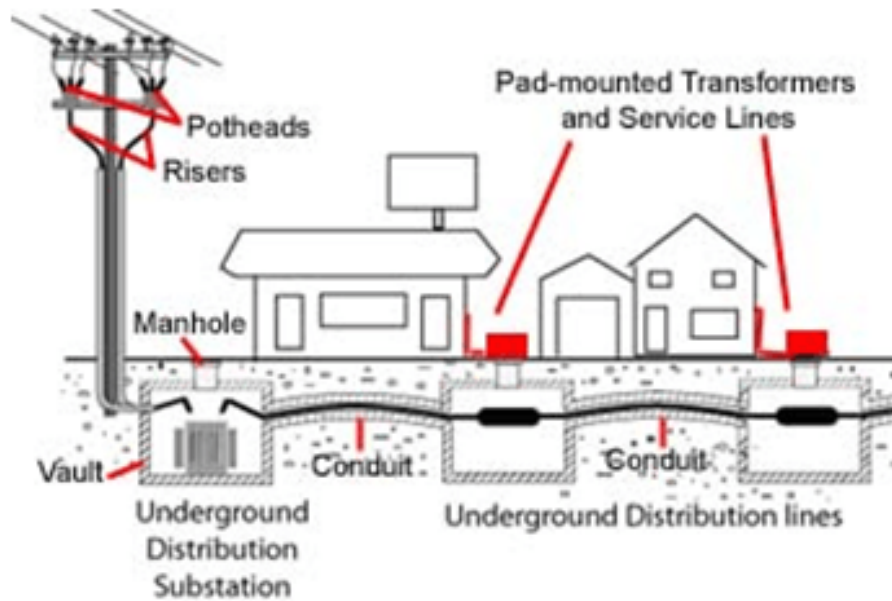 Pad-mounted Transformers
and Service Lines
Potheads
Risers
Manhole
Vault
Conduit
Conduit
Underground
Distribution
Substation
Underground Distribution lines